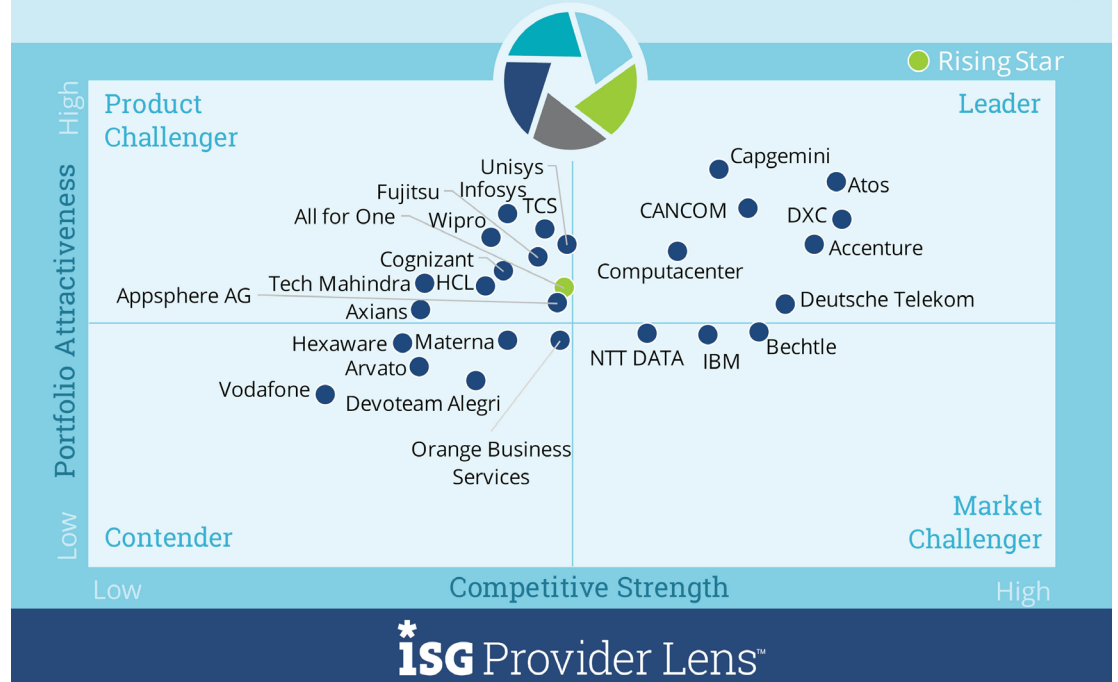 Rising Star
Product
Challenger
Leader
High
Portfolio Attractiveness
Low
Capgemini
Unisys
Atos
Fujitsu
Infosys
TCS
CANCOM
DXC
All for One
Wipro
Accenture
Cognizant
Computacenter
Tech Mahindra
HCL
Appsphere AG
Deutsche Telekom
Axians
Hexaware
Materna
NTT DATA
IBM
Bechtle
Arvato
Vodafone
Devoteam Alegri
Orange Business
Services
Contender
Market
Challenger
Low
Competitive Strength
High
ISG Provider Lens™